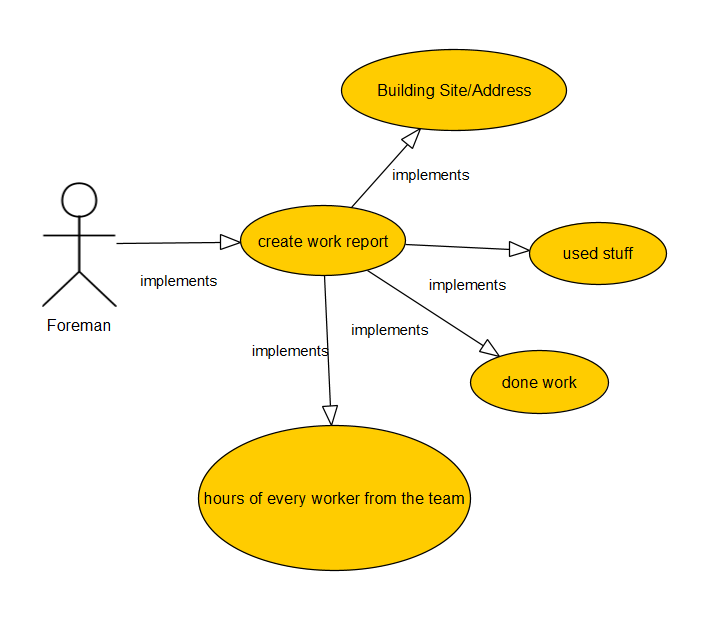 Building Site/Address
implements
create work report
used stuff
implements
implements
Foreman
implements
implements
done work
hours of every worker from the team